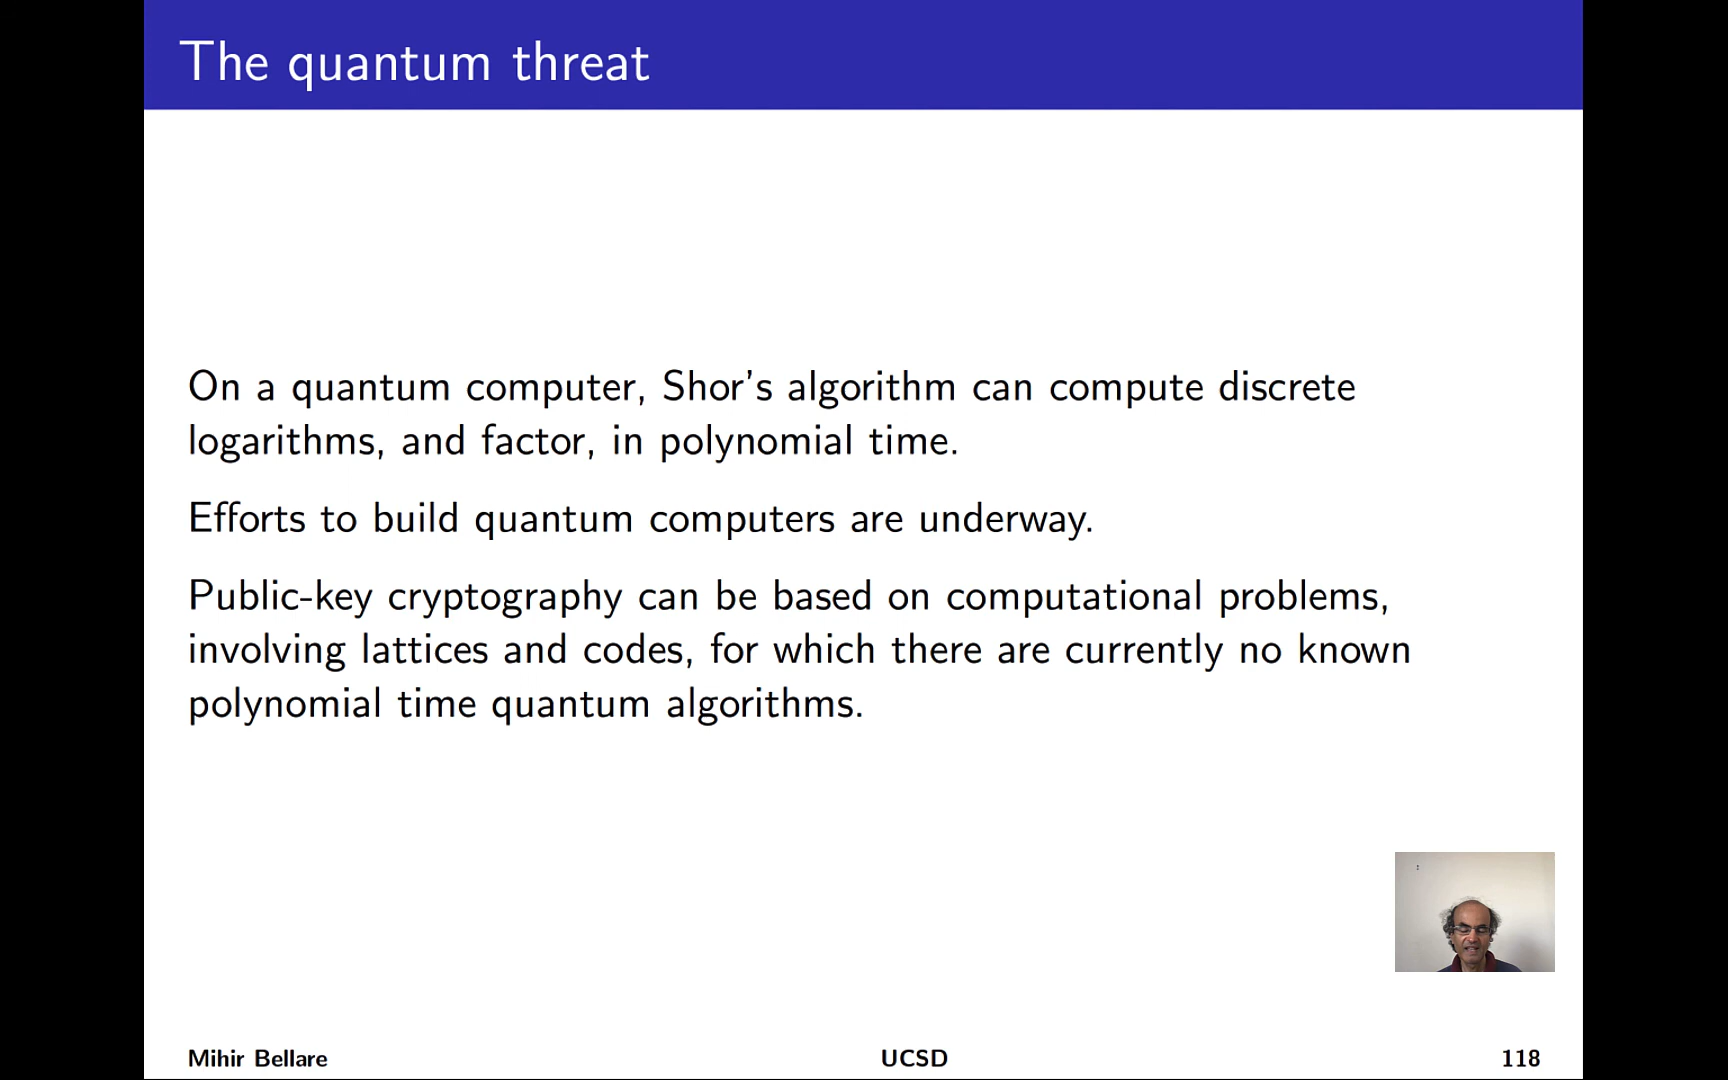 The quantum threat
On a quantum computer, Shor's algorithm can compute discrete
logarithms, and factor, in polynomial time.
Efforts to build quantum computers are underway.
Public-key cryptography can be based on computational problems,
involving lattices and codes, for which there are currently no known
polynomial time quantum algorithms.
Mihir Bellare UCSD 118